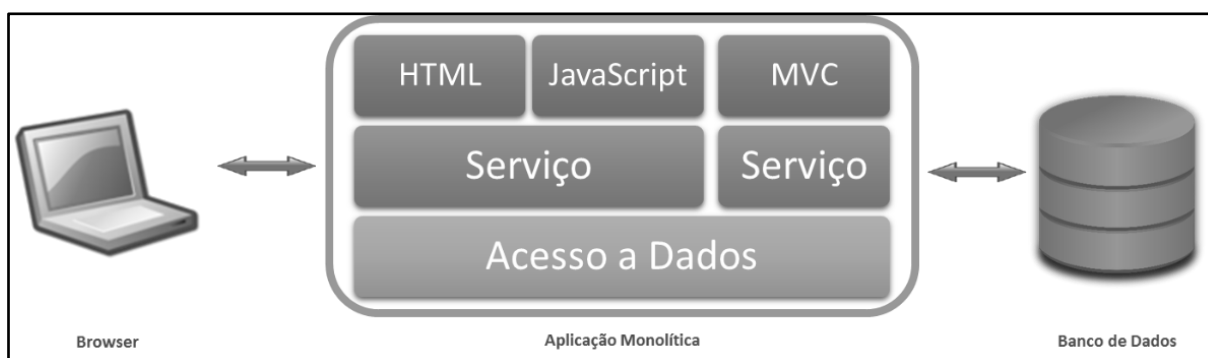 HTML JavaScript MVC
Serviço Serviço
Acesso a Dados
Browser Aplicação Monolítica Banco de Dados